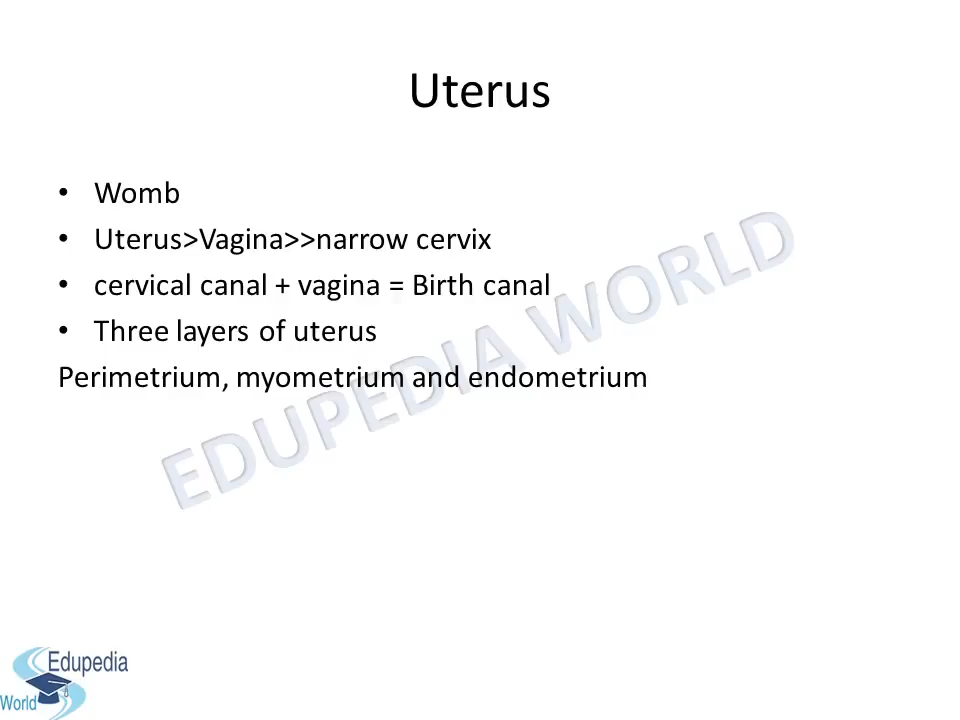 Uterus
• Womb
• Uterus>Vagina>>narrow cervix
• cervical canal + vagina = Birth canal
• Three layers of uterus
Perimetrium, myometrium and endometrium
EDUPEDIA WORLD
Edupedia
World